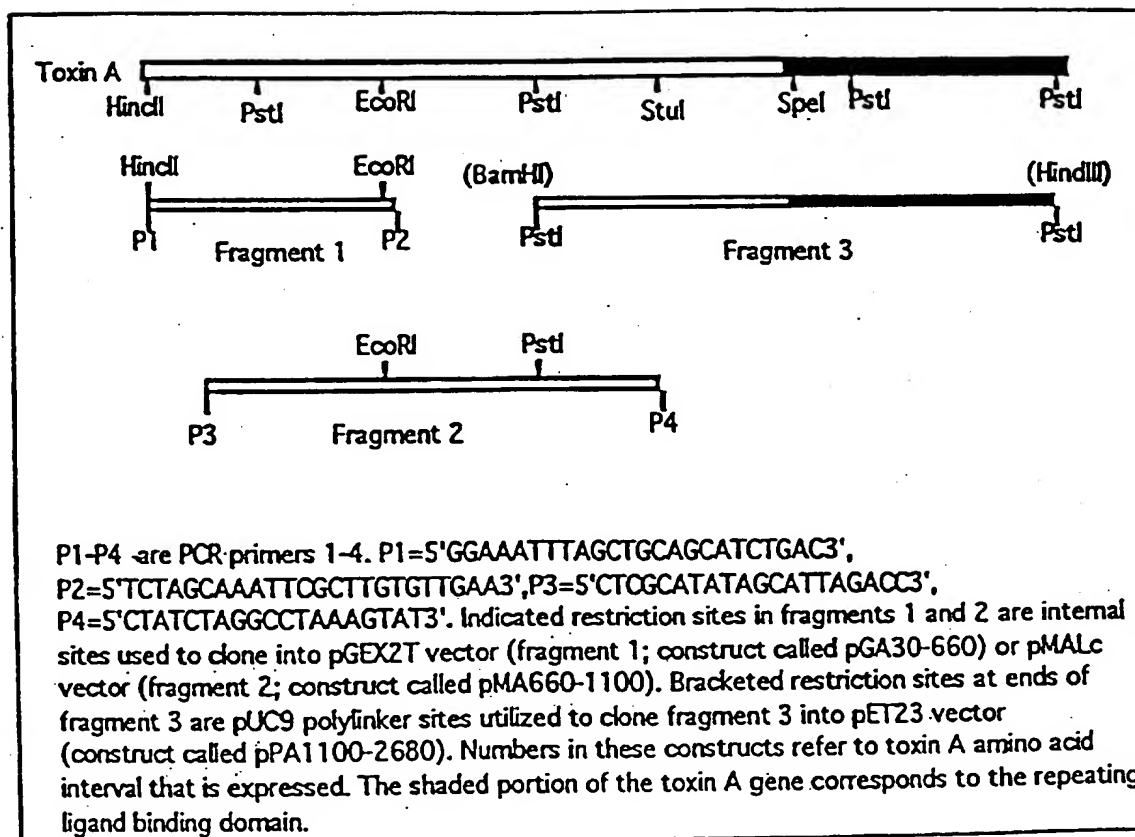 Toxin A
HincII PstI EcoRI PstI StuI SpeI PstI PstI
HincII EcoRI (BamHI) (HindIII)
P1 Fragment 1 P2 PstI Fragment 3 PstI
EcoRI PstI
P3 Fragment 2 P4
P1-P4 are PCR primers 1-4. P1=5'GGAAATTTAGCTGCAGCATCTGAC3',
P2=5'TCTAGCAAATTCGCTTGTGTTGAA3',P3=5'CTCGCATATAGCATTAGACC3',
P4=5'CTATCTAGGCCTAAAGTAT3'. Indicated restriction sites in fragments 1 and 2 are internal
sites used to clone into pGEX2T vector (fragment 1; construct called pGA30-660) or pMALc
vector (fragment 2; construct called pMA660-1100). Bracketed restriction sites at ends of
fragment 3 are pUC9 polylinker sites utilized to clone fragment 3 into pET23 vector
(construct called pPA1100-2680). Numbers in these constructs refer to toxin A amino acid
interval that is expressed. The shaded portion of the toxin A gene corresponds to the repeating
ligand binding domain.